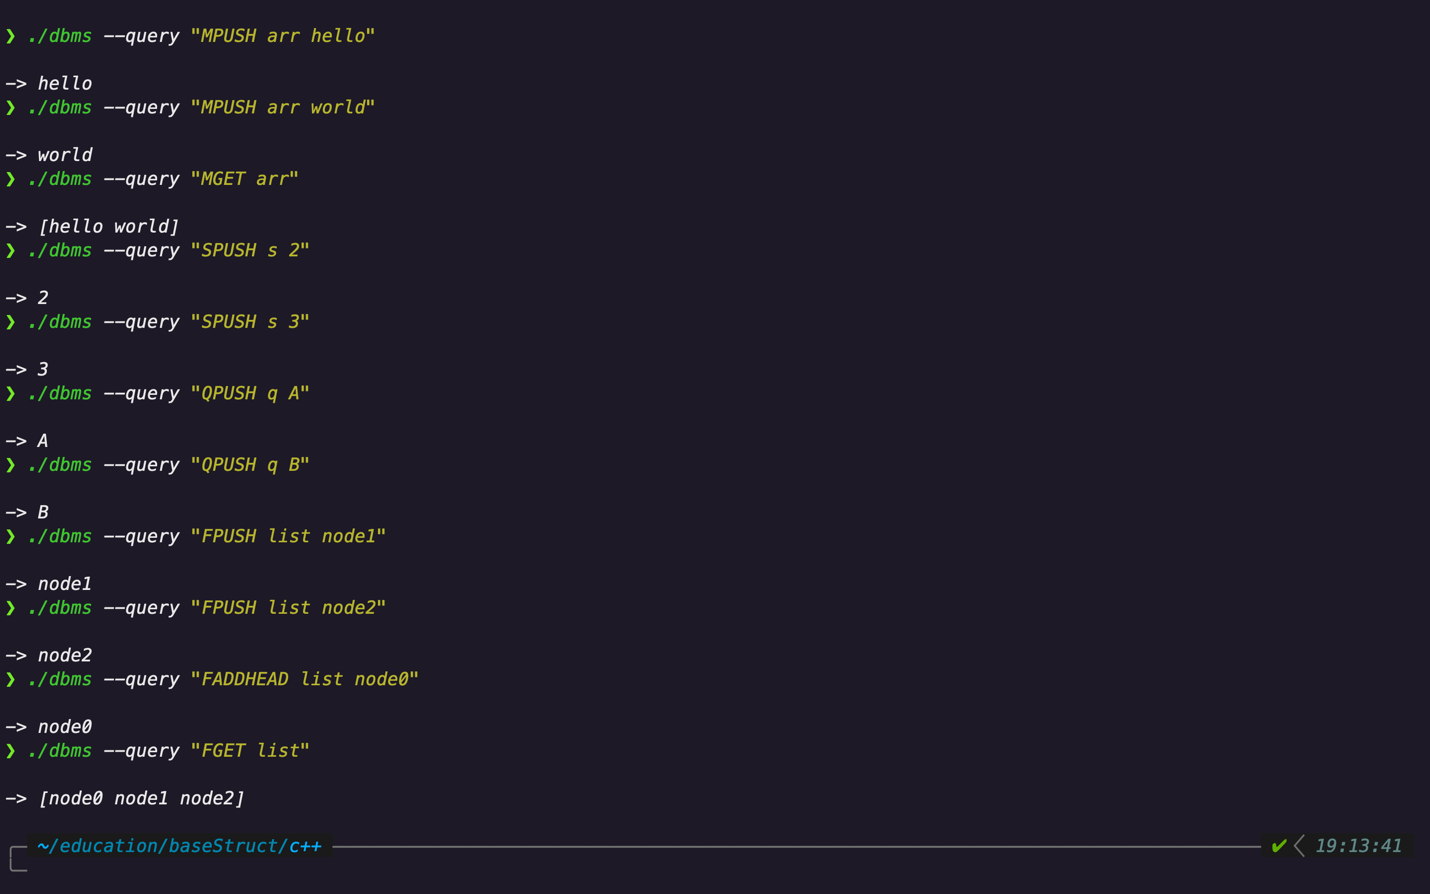 ❯ ./dbms --query "MPUSH arr hello"
-> hello
❯ ./dbms --query "MPUSH arr world"
-> world
❯ ./dbms --query "MGET arr"
-> [hello world]
❯ ./dbms --query "SPUSH s 2"
-> 2
❯ ./dbms --query "SPUSH s 3"
-> 3
❯ ./dbms --query "QPUSH q A"
-> A
❯ ./dbms --query "QPUSH q B"
-> B
❯ ./dbms --query "FPUSH list node1"
-> node1
❯ ./dbms --query "FPUSH list node2"
-> node2
❯ ./dbms --query "FADDHEAD list node0"
-> node0
❯ ./dbms --query "FGET list"
-> [node0 node1 node2]
~/education/baseStruct/c++ ✔ 19:13:41